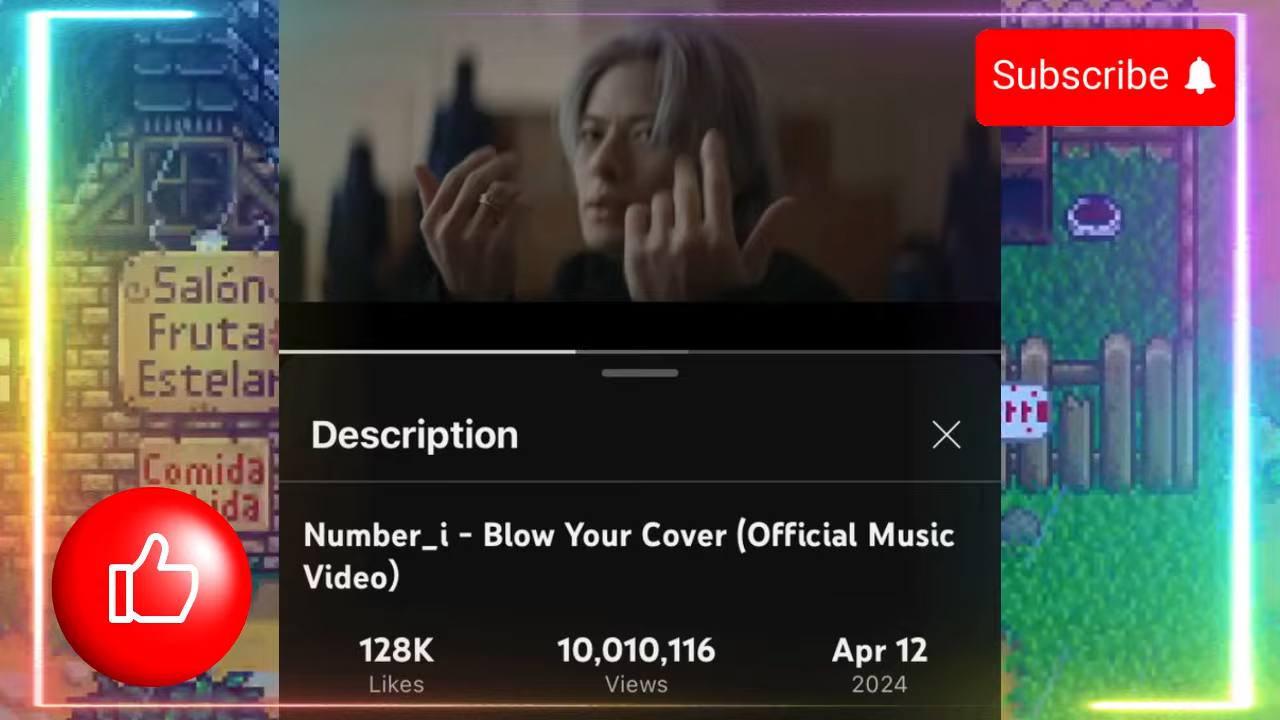 Subscribe
Salón
Fruta
Estelar
Comida
Description
Number_i - Blow Your Cover (Official Music
Video)
128K 10,010,116 Apr 12
Likes Views 2024